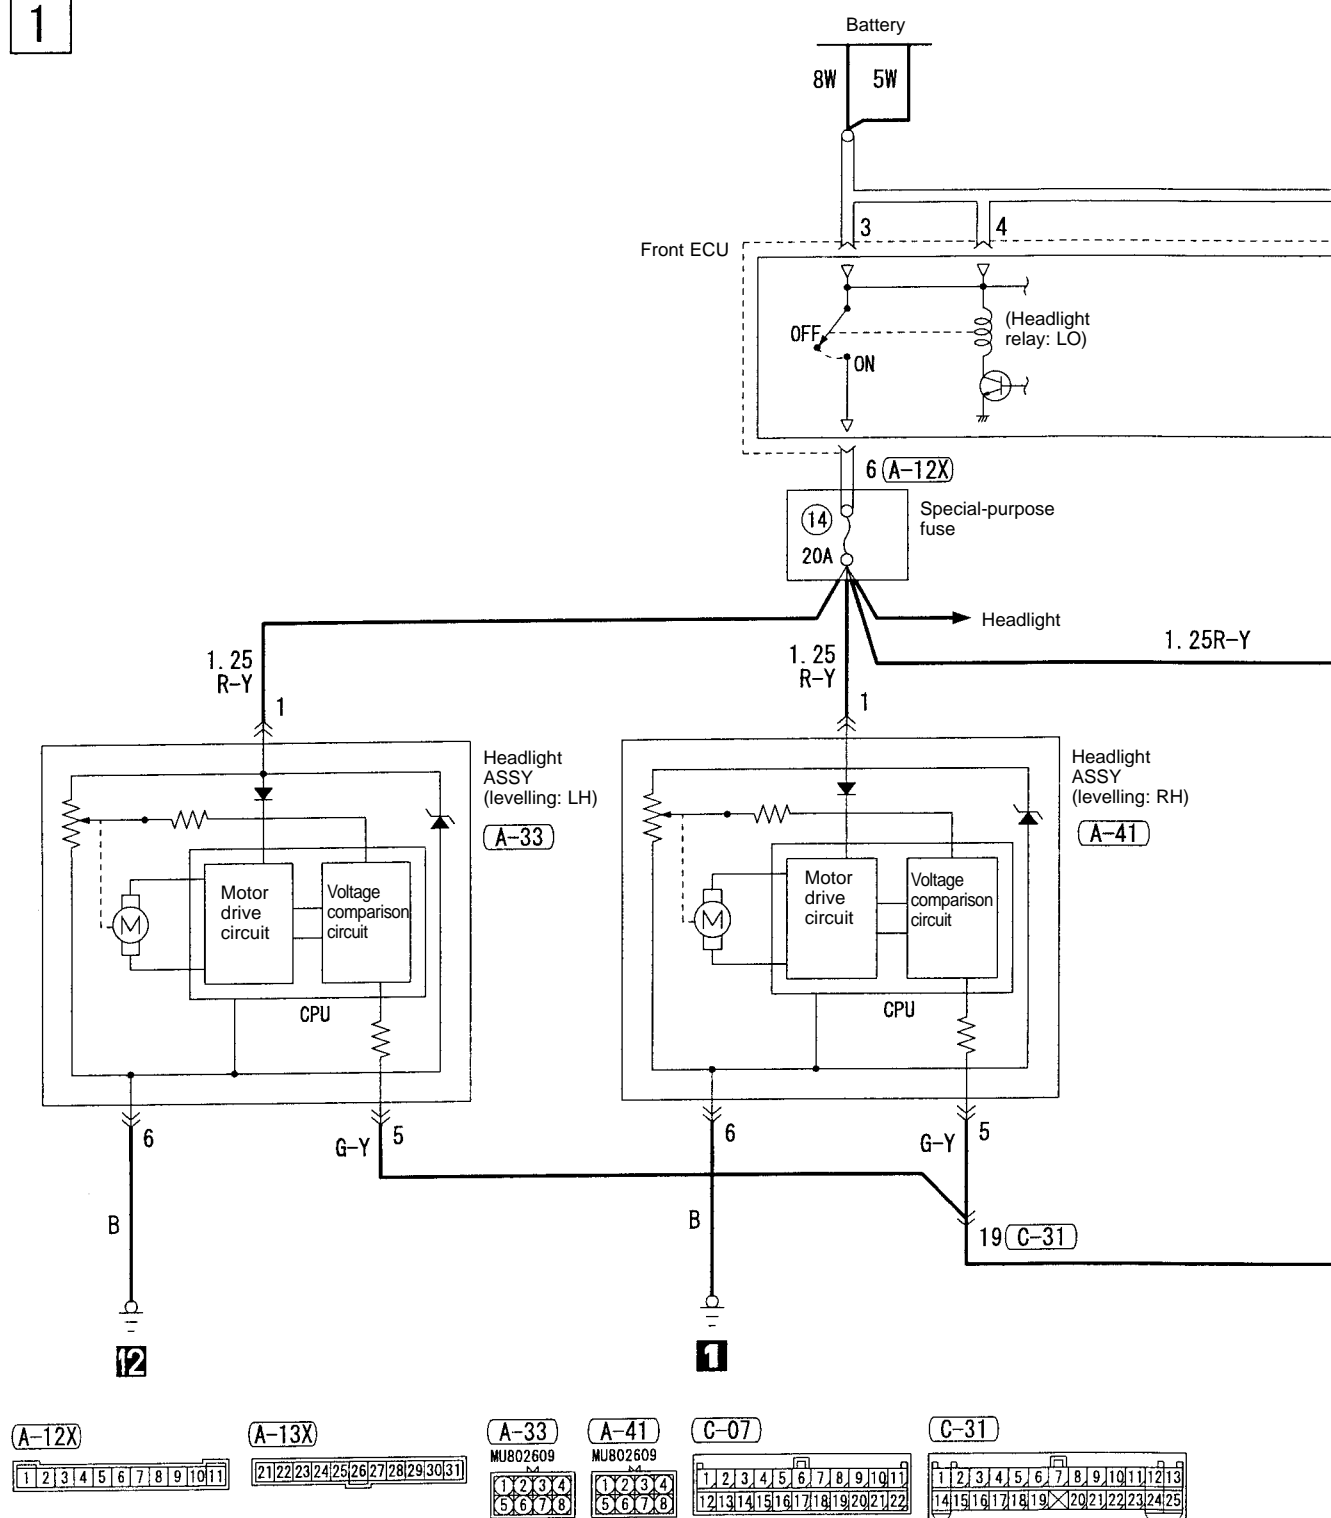 1
Battery
8W
5W
3
4
Front ECU
OFF
ON
(Headlight
relay: LO)
6 A-12X
14
20A
Special-purpose
fuse
Headlight
1.25R-Y
1.25
R-Y
1
1.25
R-Y
1
Headlight
ASSY
(levelling: LH)
A-33
Motor
drive
circuit
Voltage
comparison
circuit
M
CPU
Headlight
ASSY
(levelling: RH)
A-41
Motor
drive
circuit
Voltage
comparison
circuit
M
CPU
6
G-Y
5
6
G-Y
5
B
B
19 C-31
12
1
A-12X
1 2 3 4 5 6 7 8 9 10 11
A-13X
21 22 23 24 25 26 27 28 29 30 31
A-33
MU802609
1 2 3 4
5 6 7 8
A-41
MU802609
1 2 3 4
5 6 7 8
C-07
1 2 3 4 5 6 7 8 9 10 11
12 13 14 15 16 17 18 19 20 21 22
C-31
1 2 3 4 5 6 7 8 9 10 11 12 13
14 15 16 17 18 19 20 21 22 23 24 25